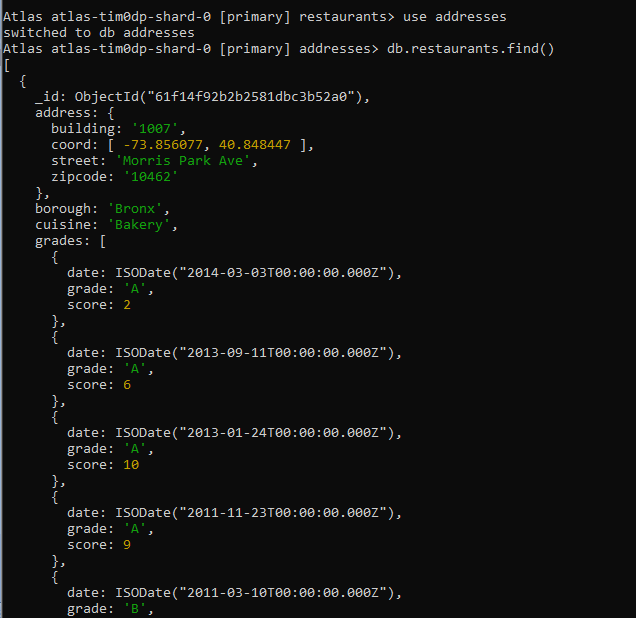 Atlas atlas-tim0dp-shard-0 [primary] restaurants> use addresses
switched to db addresses
Atlas atlas-tim0dp-shard-0 [primary] addresses> db.restaurants.find()
[
  {
    _id: ObjectId("61f14f92b2b2581dbc3b52a0"),
    address: {
      building: '1007',
      coord: [ -73.856077, 40.848447 ],
      street: 'Morris Park Ave',
      zipcode: '10462'
    },
    borough: 'Bronx',
    cuisine: 'Bakery',
    grades: [
      {
        date: ISODate("2014-03-03T00:00:00.000Z"),
        grade: 'A',
        score: 2
      },
      {
        date: ISODate("2013-09-11T00:00:00.000Z"),
        grade: 'A',
        score: 6
      },
      {
        date: ISODate("2013-01-24T00:00:00.000Z"),
        grade: 'A',
        score: 10
      },
      {
        date: ISODate("2011-11-23T00:00:00.000Z"),
        grade: 'A',
        score: 9
      },
      {
        date: ISODate("2011-03-10T00:00:00.000Z"),
        grade: 'B',